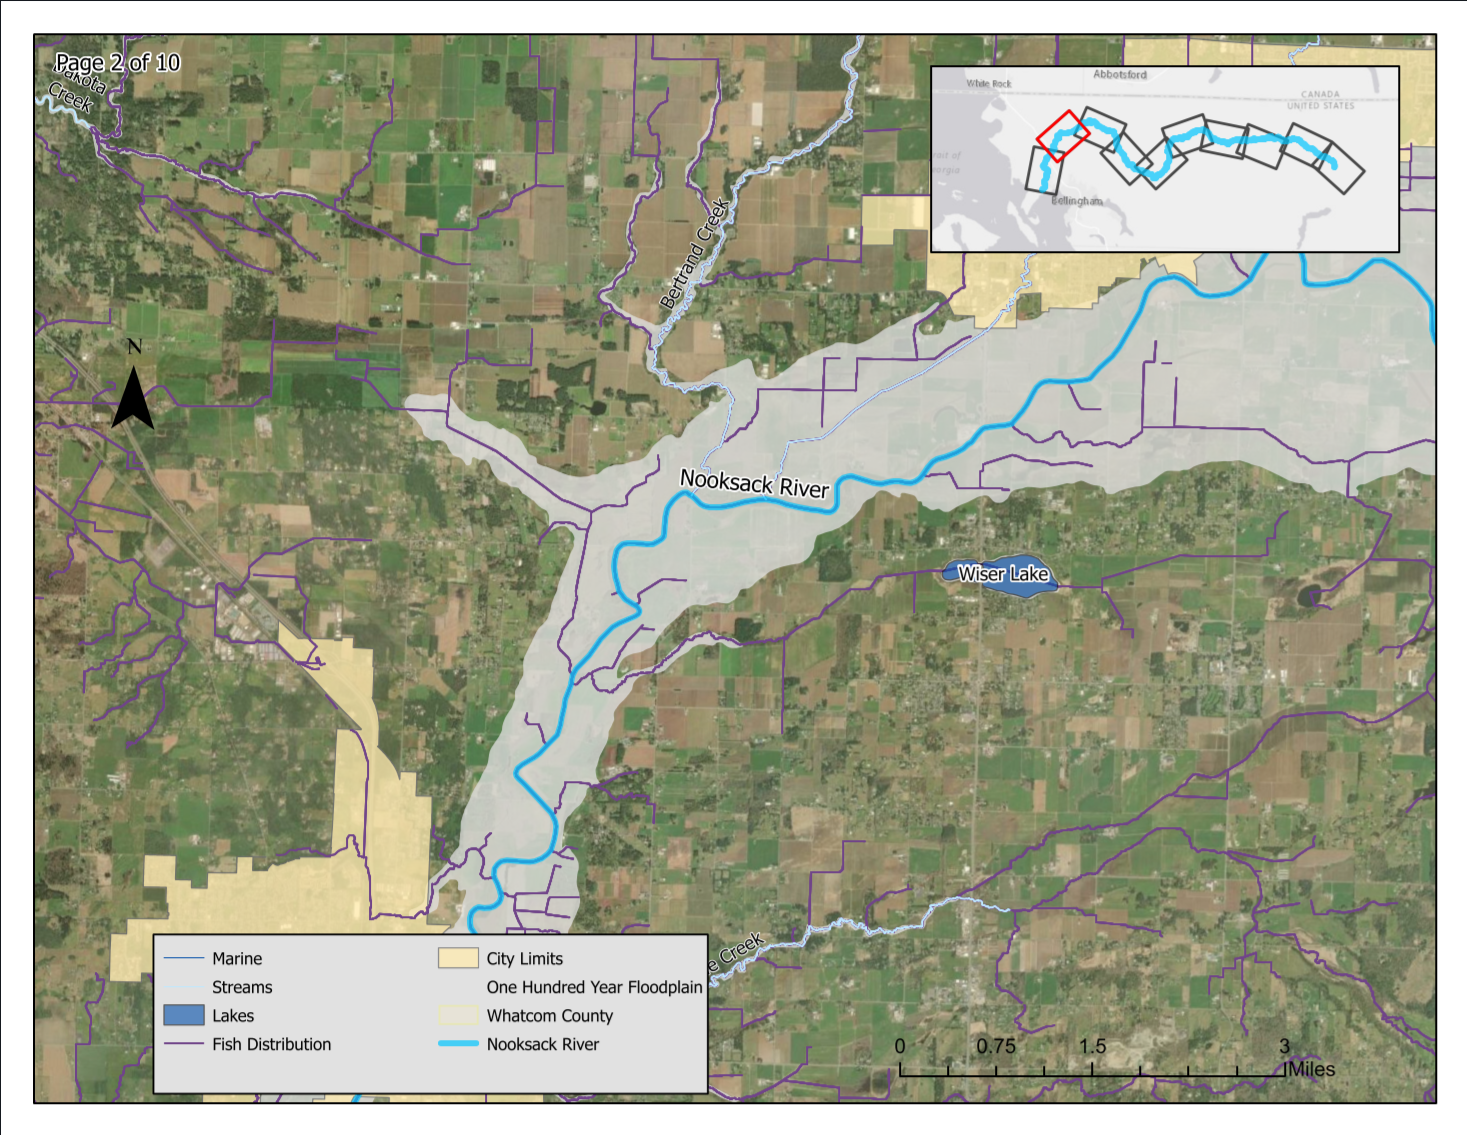 Page 2 of 10
Dakota
Creek
White Rock
Abbotsford
CANADA
UNITED STATES
Bellingham
Bertrand Creek
N
Nooksack River
Wiser Lake
Creek
Marine
Streams
Lakes
Fish Distribution
City Limits
One Hundred Year Floodplain
Whatcom County
Nooksack River
0 0.75 1.5 3
Miles